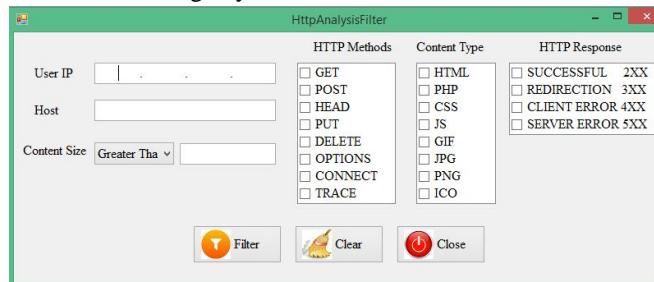 HttpAnalysisFilter
User IP . . .
Host
Content Size Greater Tha
HTTP Methods
GET
POST
HEAD
PUT
DELETE
OPTIONS
CONNECT
TRACE
Content Type
HTML
PHP
CSS
JS
GIF
JPG
PNG
ICO
HTTP Response
SUCCESSFUL 2XX
REDIRECTION 3XX
CLIENT ERROR 4XX
SERVER ERROR 5XX
Filter Clear Close